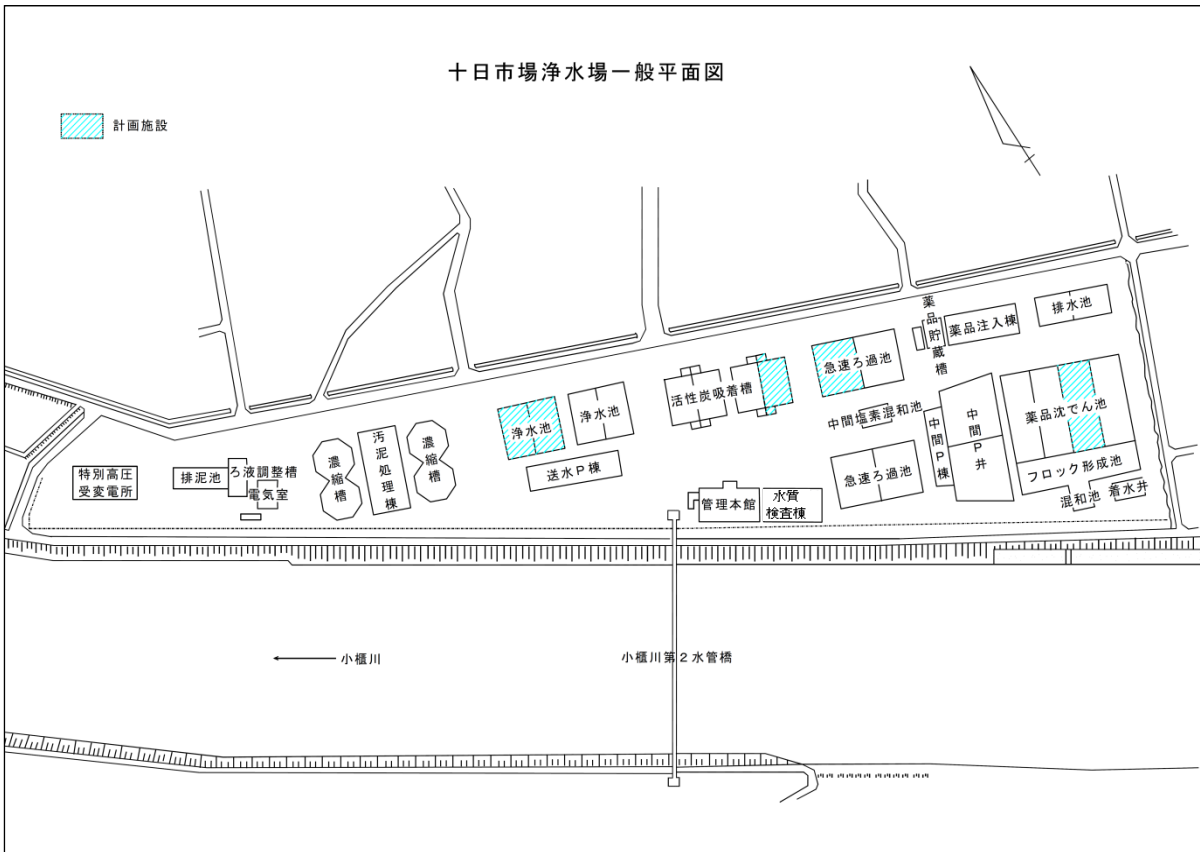 十日市場浄水場一般平面図
計画施設
薬品貯蔵槽
薬品注入棟
排水池
急速ろ過池
活性炭吸着槽
浄水池
浄水池
中間塩素混和池
中間P棟
中間P井
薬品沈でん池
フロック形成池
混和池
着水井
急速ろ過池
送水P棟
管理本館
水質
検査棟
濃縮槽
汚泥処理棟
濃縮槽
特別高圧
受変電所
排泥池
ろ液調整槽
電気室
小櫃川
小櫃川第2水管橋